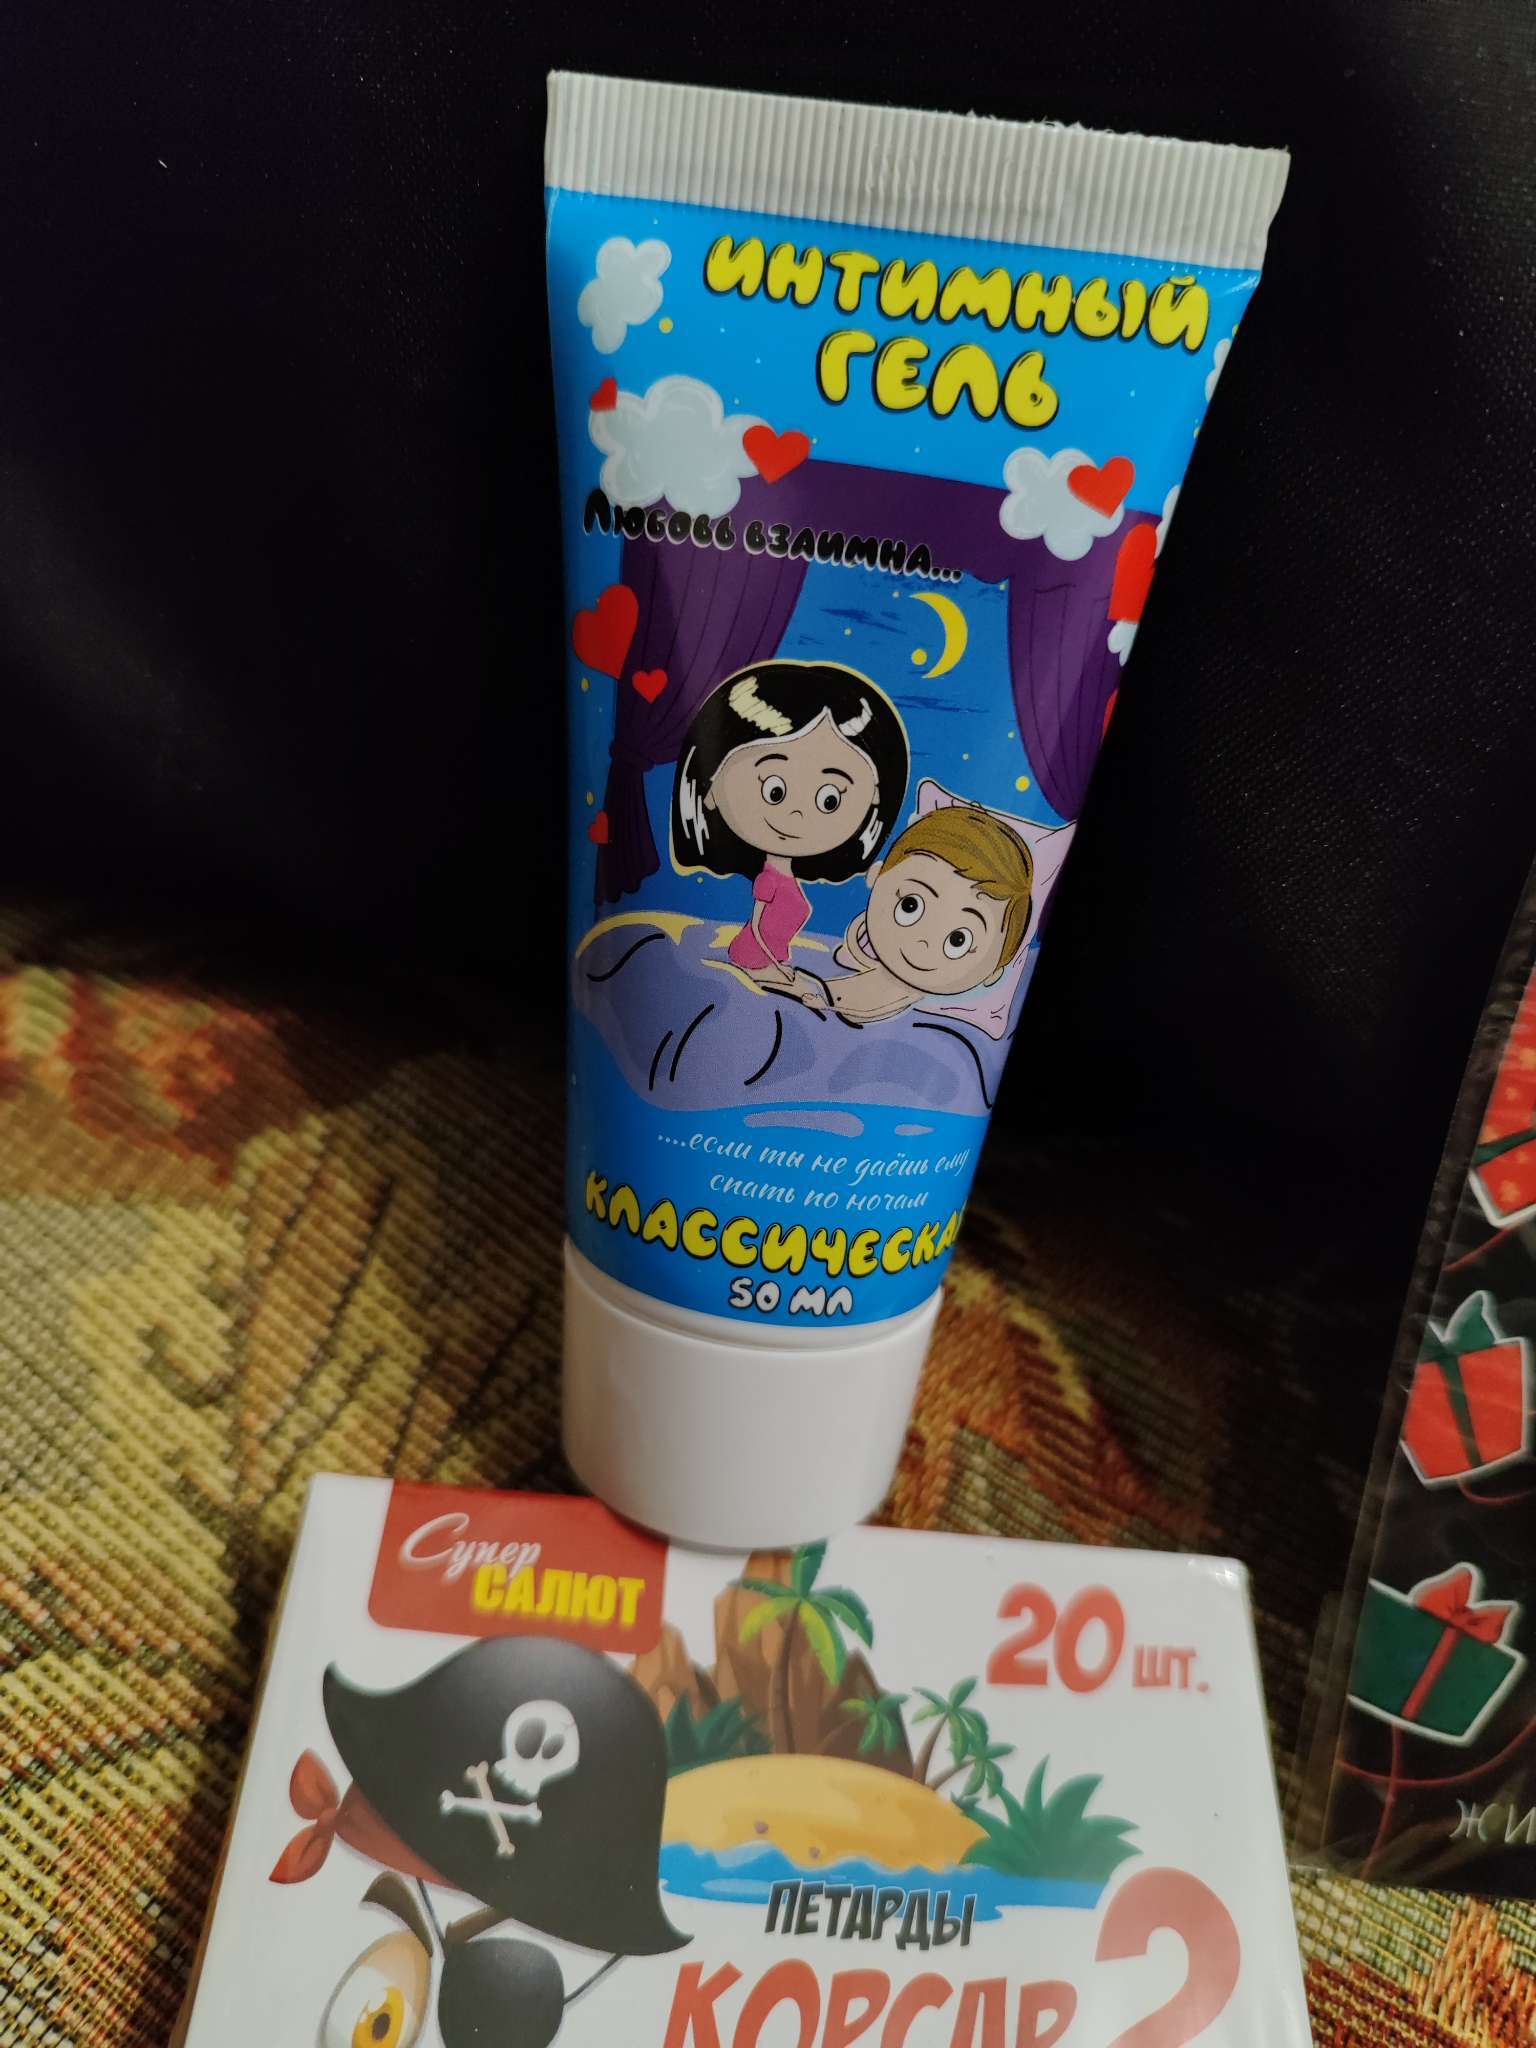 ИНТИМНЫЙ
ГЕЛЬ
ЛЮБОВЬ ВЗАИМНА...
....если ты не даёшь ему
спать по ночам
КЛАССИЧЕСКАЯ
50 МЛ
Супер
САЛЮТ
20 ШТ.
ПЕТАРДЫ
КОРСАР 2
ЖИ